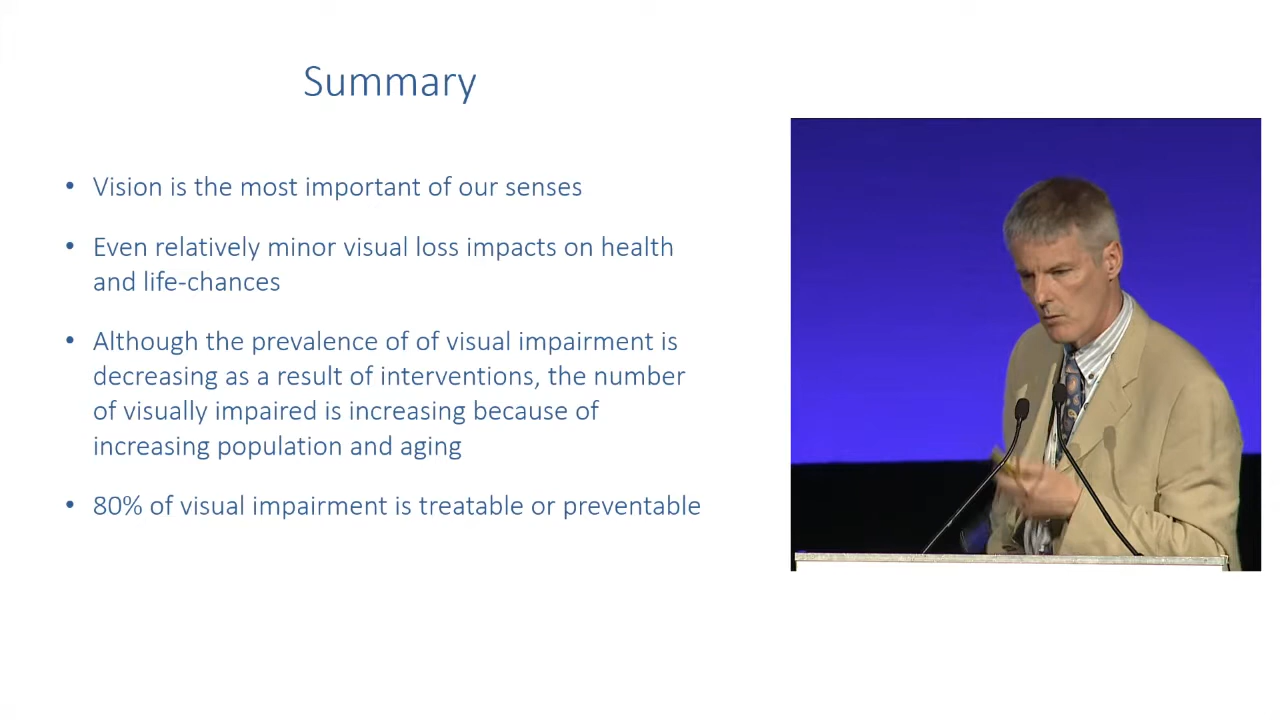 Summary
• Vision is the most important of our senses
• Even relatively minor visual loss impacts on health
and life-chances
• Although the prevalence of of visual impairment is
decreasing as a result of interventions, the number
of visually impaired is increasing because of
increasing population and aging
• 80% of visual impairment is treatable or preventable